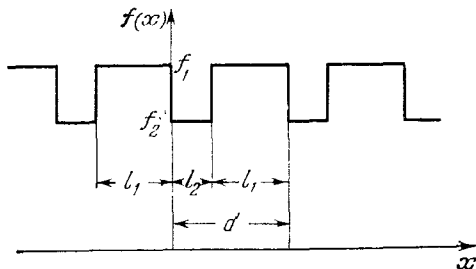 f(x)
f₁
f₂
l₁ l₂ l₁
d
x